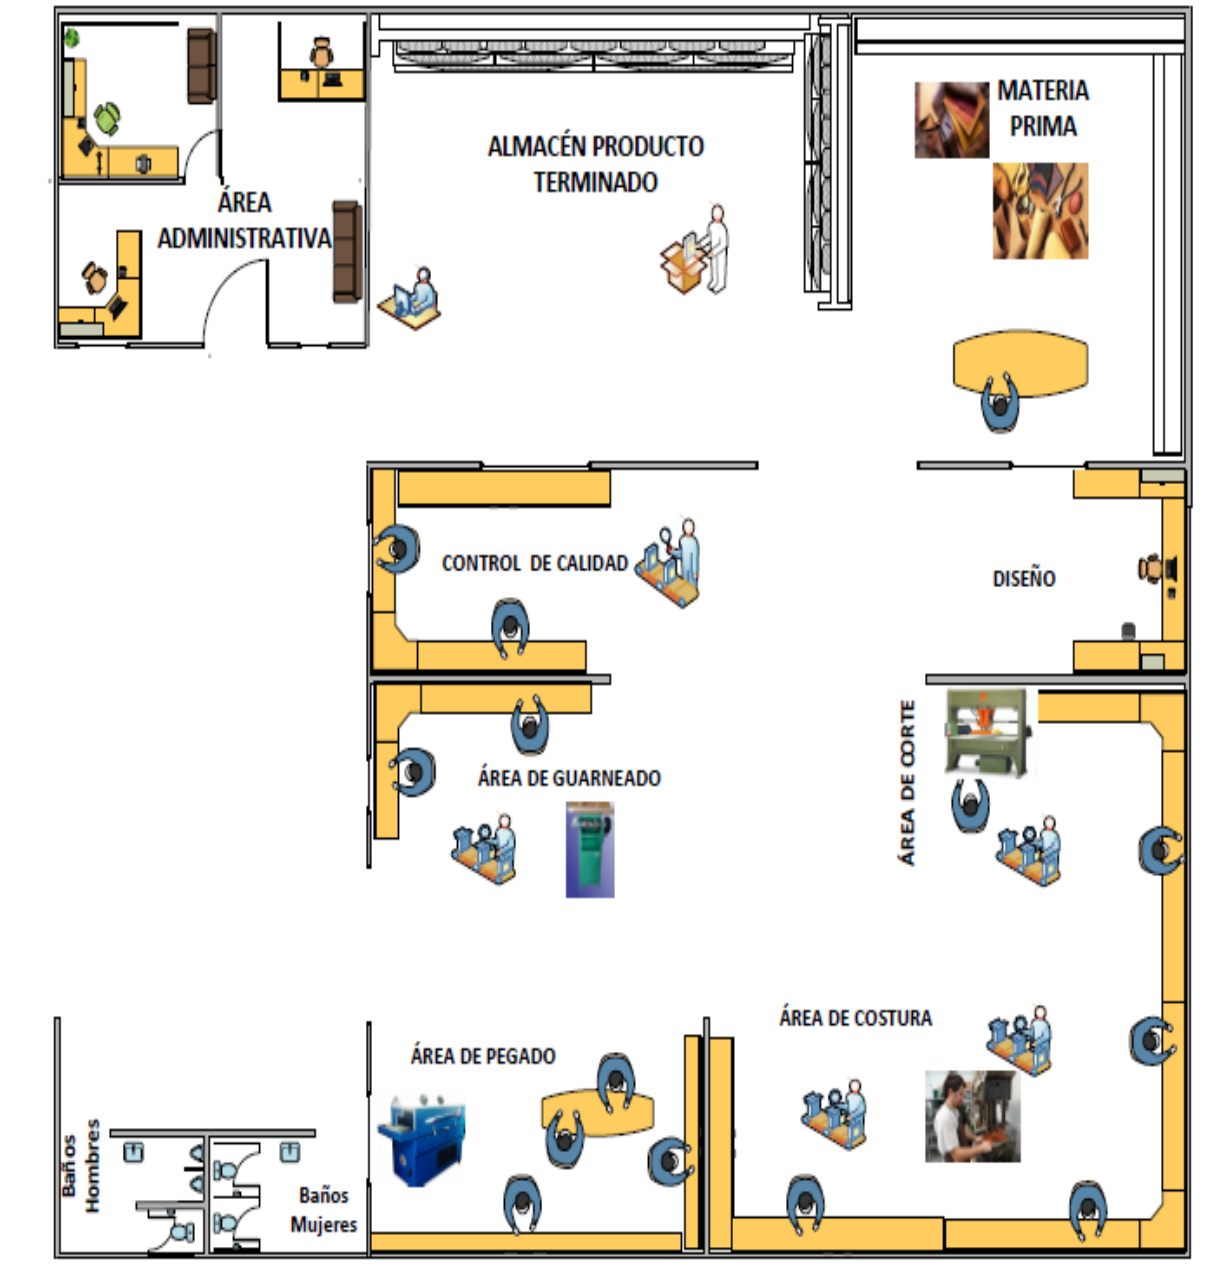 MATERIA
PRIMA
ALMACÉN PRODUCTO
TERMINADO
ÁREA
ADMINISTRATIVA
CONTROL DE CALIDAD
DISEÑO
ÁREA DE CORTE
ÁREA DE GUARNEADO
ÁREA DE COSTURA
ÁREA DE PEGADO
Baños
Hombres
Baños
Mujeres